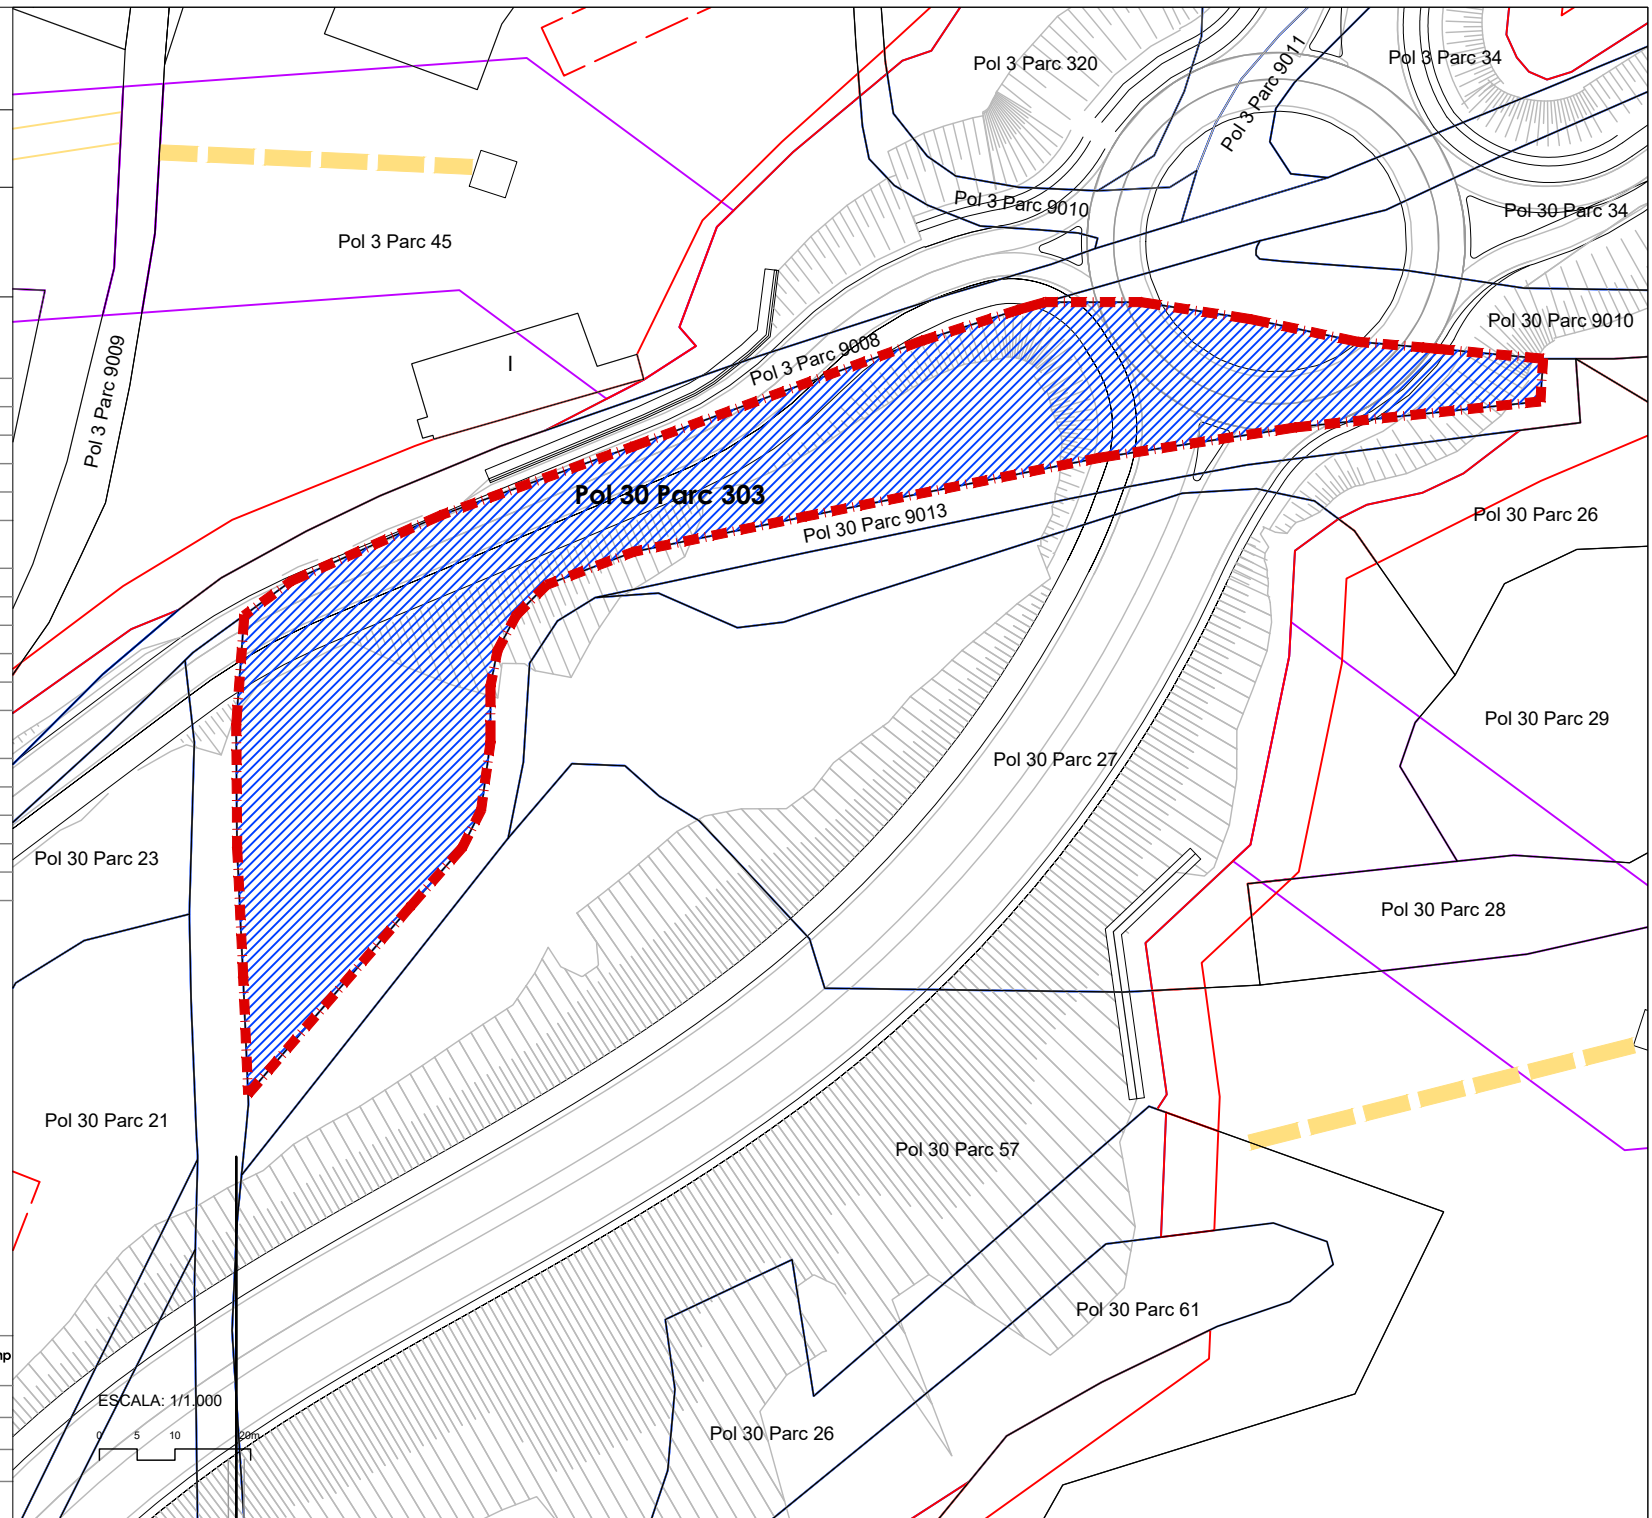 Pol 3 Parc 320
Pol 3 Parc 9011
Pol 3 Parc 34
Pol 3 Parc 9010
Pol 30 Parc 34
Pol 3 Parc 45
Pol 30 Parc 9010
Pol 3 Parc 9009
I
Pol 3 Parc 9008
Pol 30 Parc 303
Pol 30 Parc 9013
Pol 30 Parc 26
Pol 30 Parc 29
Pol 30 Parc 27
Pol 30 Parc 23
Pol 30 Parc 28
Pol 30 Parc 21
Pol 30 Parc 57
Pol 30 Parc 61
ESCALA: 1/1.000
0 5 10 20m
Pol 30 Parc 26